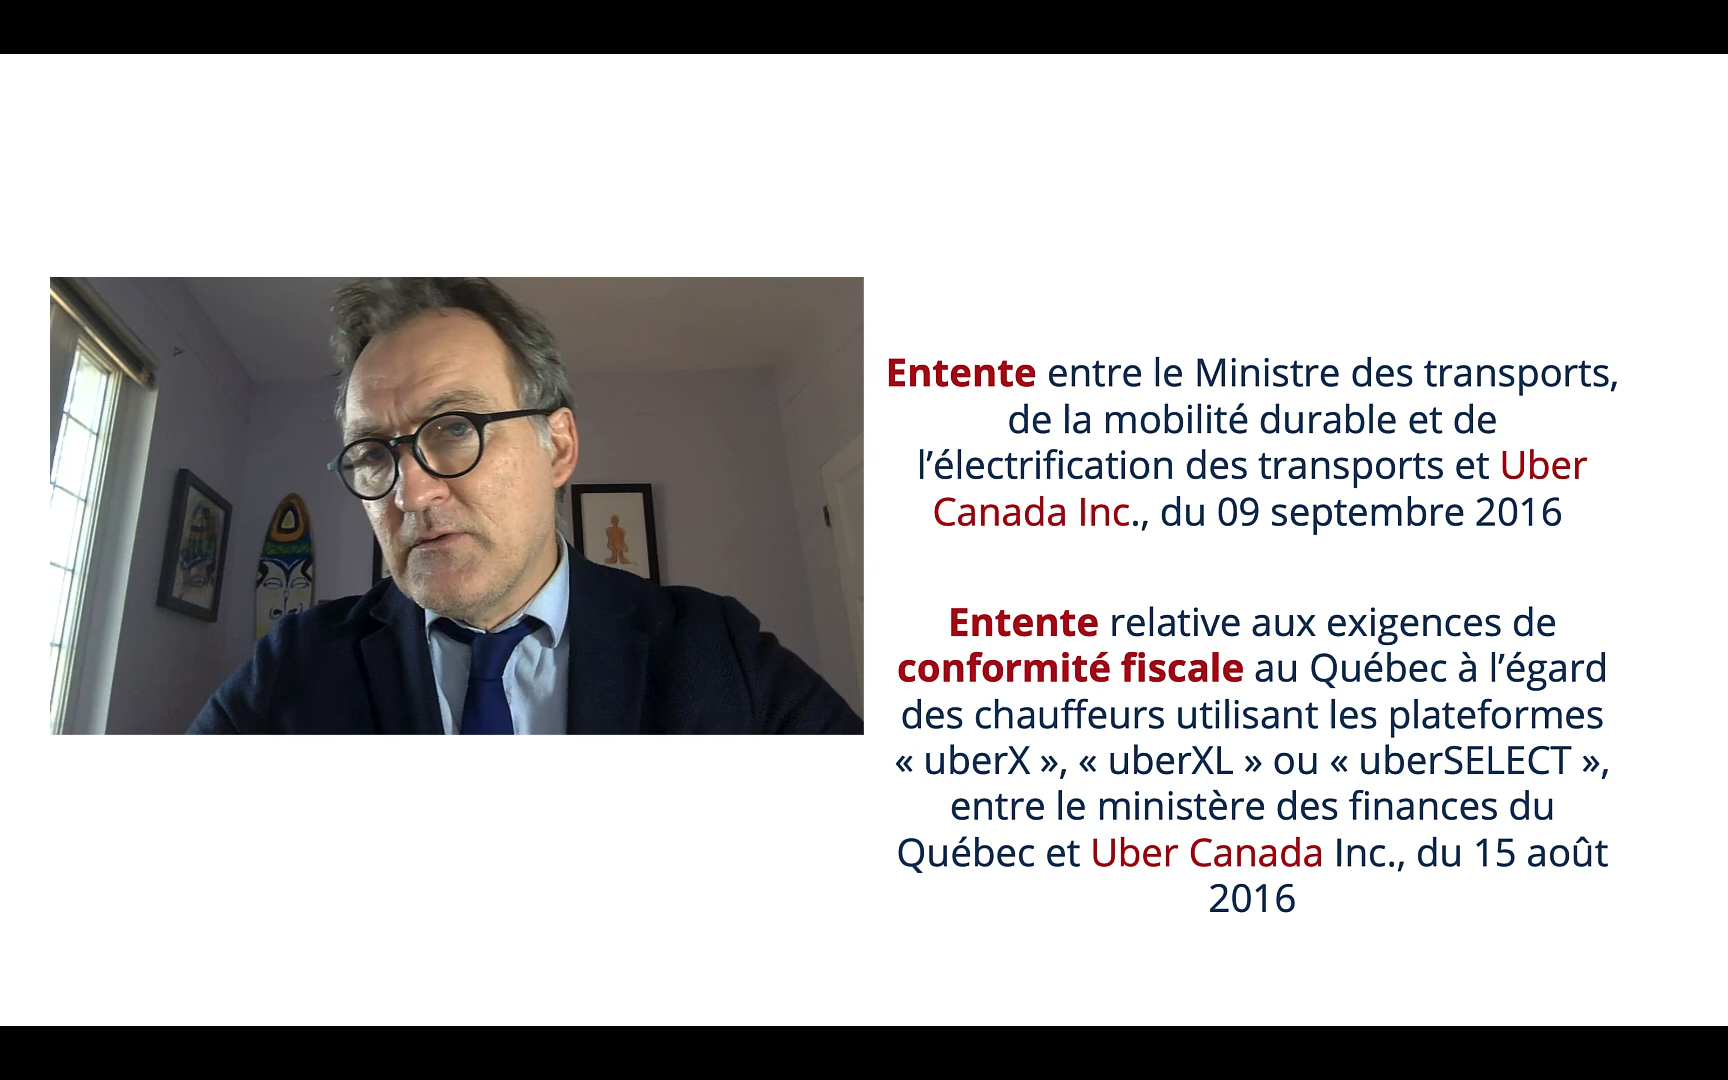 Entente entre le Ministre des transports,
de la mobilité durable et de
l’électrification des transports et Uber
Canada Inc., du 09 septembre 2016
Entente relative aux exigences de
conformité fiscale au Québec à l’égard
des chauffeurs utilisant les plateformes
« uberX », « uberXL » ou « uberSELECT »,
entre le ministère des finances du
Québec et Uber Canada Inc., du 15 août
2016